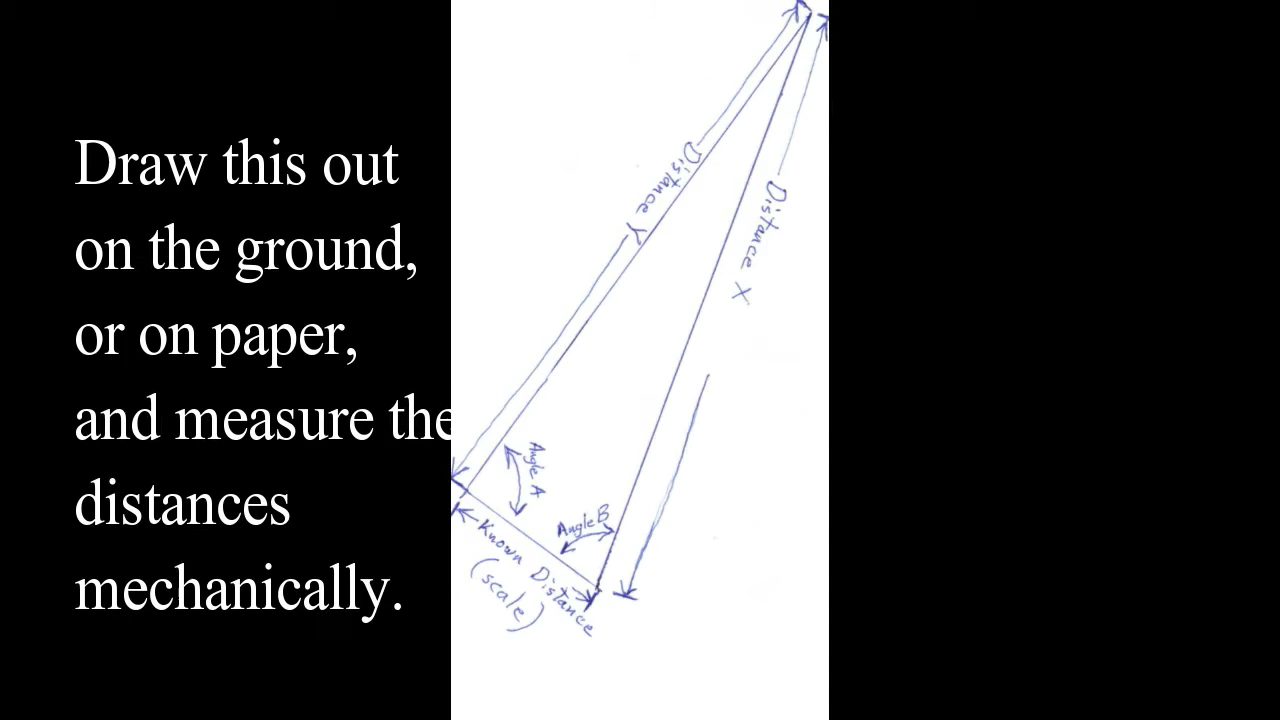 Draw this out
on the ground,
or on paper,
and measure the
distances
mechanically.
Distance Y
Distance X
Angle A
Angle B
Known Distance
(scale)